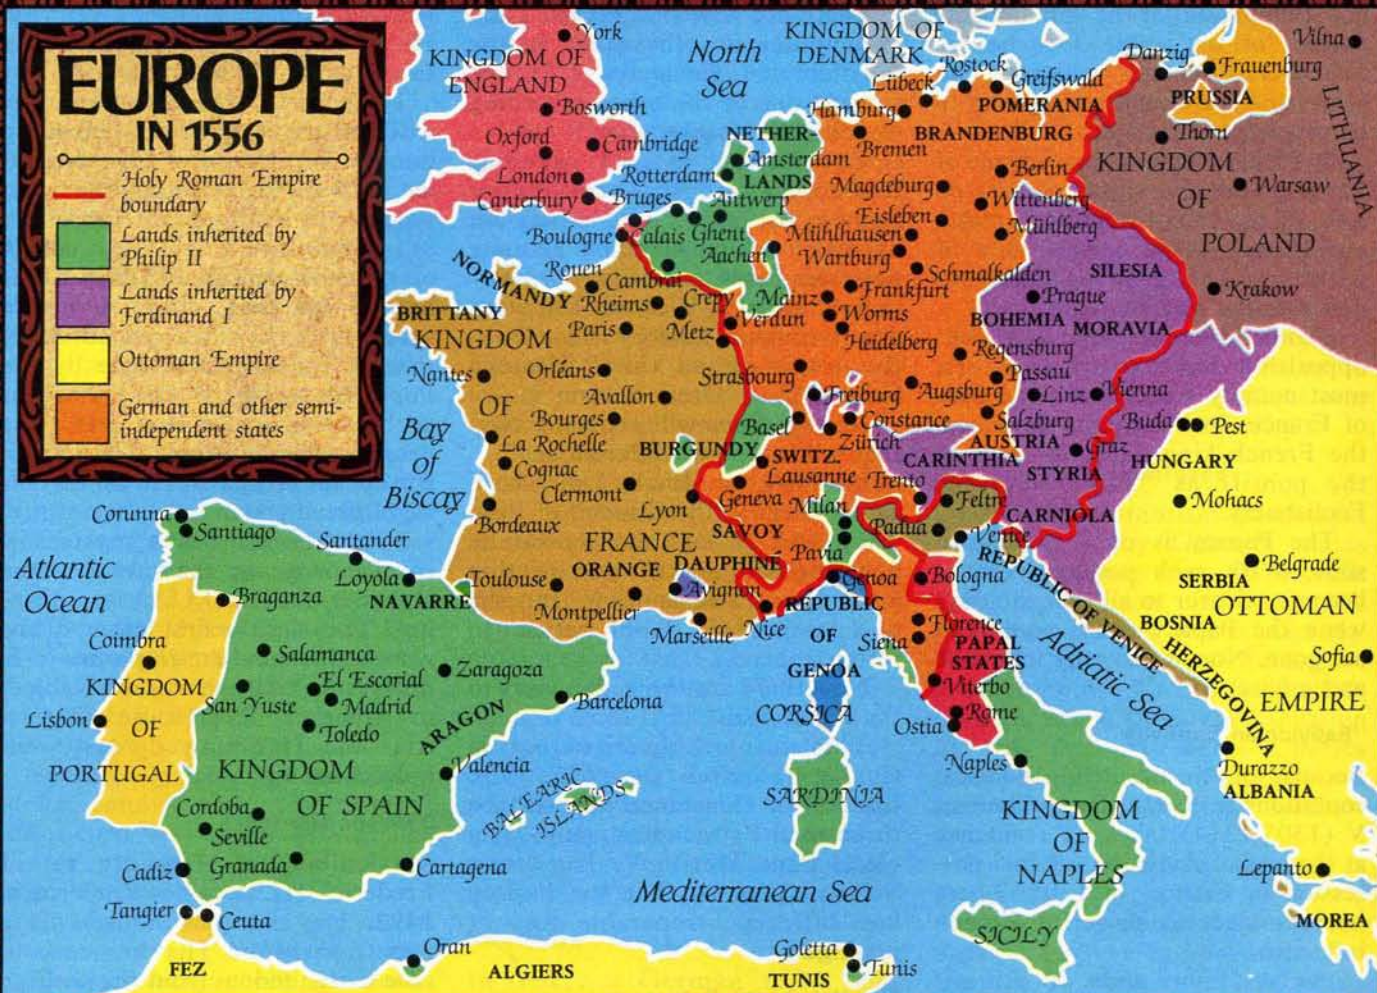 EUROPE
IN 1556
Holy Roman Empire
boundary
Lands inherited by
Philip II
Lands inherited by
Ferdinand I
Ottoman Empire
German and other semi-
independent states
York
KINGDOM OF
ENGLAND
Bosworth
Oxford
Cambridge
London
Canterbury
North
Sea
KINGDOM OF
DENMARK
Rostock
Lübeck
Greifswald
Hamburg
POMERANIA
BRANDENBURG
Bremen
Danzig
Frauenburg
PRUSSIA
Thorn
Vilna
LITHUANIA
KINGDOM
OF
POLAND
Warsaw
Krakow
NETHER-
LANDS
Amsterdam
Rotterdam
Bruges
Antwerp
Boulogne
Calais
Ghent
Aachen
Cambrai
Berlin
Magdeburg
Wittenberg
Eisleben
Mühlhausen
Mühlberg
Wartburg
Schmalkalden
Mainz
Frankfurt
Worms
Heidelberg
Regensburg
Strasbourg
Passau
Freiburg
Augsburg
Linz
Vienna
Salzburg
Basel
Constance
Zürich
AUSTRIA
Graz
SWITZ.
Lausanne
Geneva
CARINTHIA
STYRIA
Trento
Feltre
CARNIOLA
SILESIA
Prague
BOHEMIA
MORAVIA
Buda
Pest
HUNGARY
Mohacs
Belgrade
SERBIA
OTTOMAN
EMPIRE
BOSNIA
HERZEGOVINA
Sofia
Durazzo
ALBANIA
Lepanto
MOREA
NORMANDY
Rouen
BRITTANY
Rheims
Crepy
Paris
Metz
Verdun
KINGDOM
OF
FRANCE
Nantes
Orléans
Avallon
Bourges
La Rochelle
BURGUNDY
Cognac
Clermont
Lyon
Bordeaux
SAVOY
DAUPHINÉ
ORANGE
Toulouse
Avignon
Montpellier
Marseille
Nice
Bay
of
Biscay
Atlantic
Ocean
Corunna
Santiago
Santander
Loyola
NAVARRE
Braganza
Coimbra
KINGDOM
OF
PORTUGAL
Lisbon
Salamanca
El Escorial
San Yuste
Madrid
Toledo
Zaragoza
Barcelona
ARAGON
Valencia
KINGDOM
OF SPAIN
Cordoba
Seville
Granada
Cadiz
Cartagena
Tangier
Ceuta
FEZ
Oran
ALGIERS
Goletta
Tunis
TUNIS
BALEARIC
ISLANDS
Mediterranean Sea
Milan
Pavia
Padua
Venice
REPUBLIC OF VENICE
Genoa
Bologna
REPUBLIC
OF
GENOA
Florence
Siena
PAPAL
STATES
Viterbo
Rome
Ostia
CORSICA
SARDINIA
Naples
KINGDOM
OF
NAPLES
SICILY
Adriatic Sea